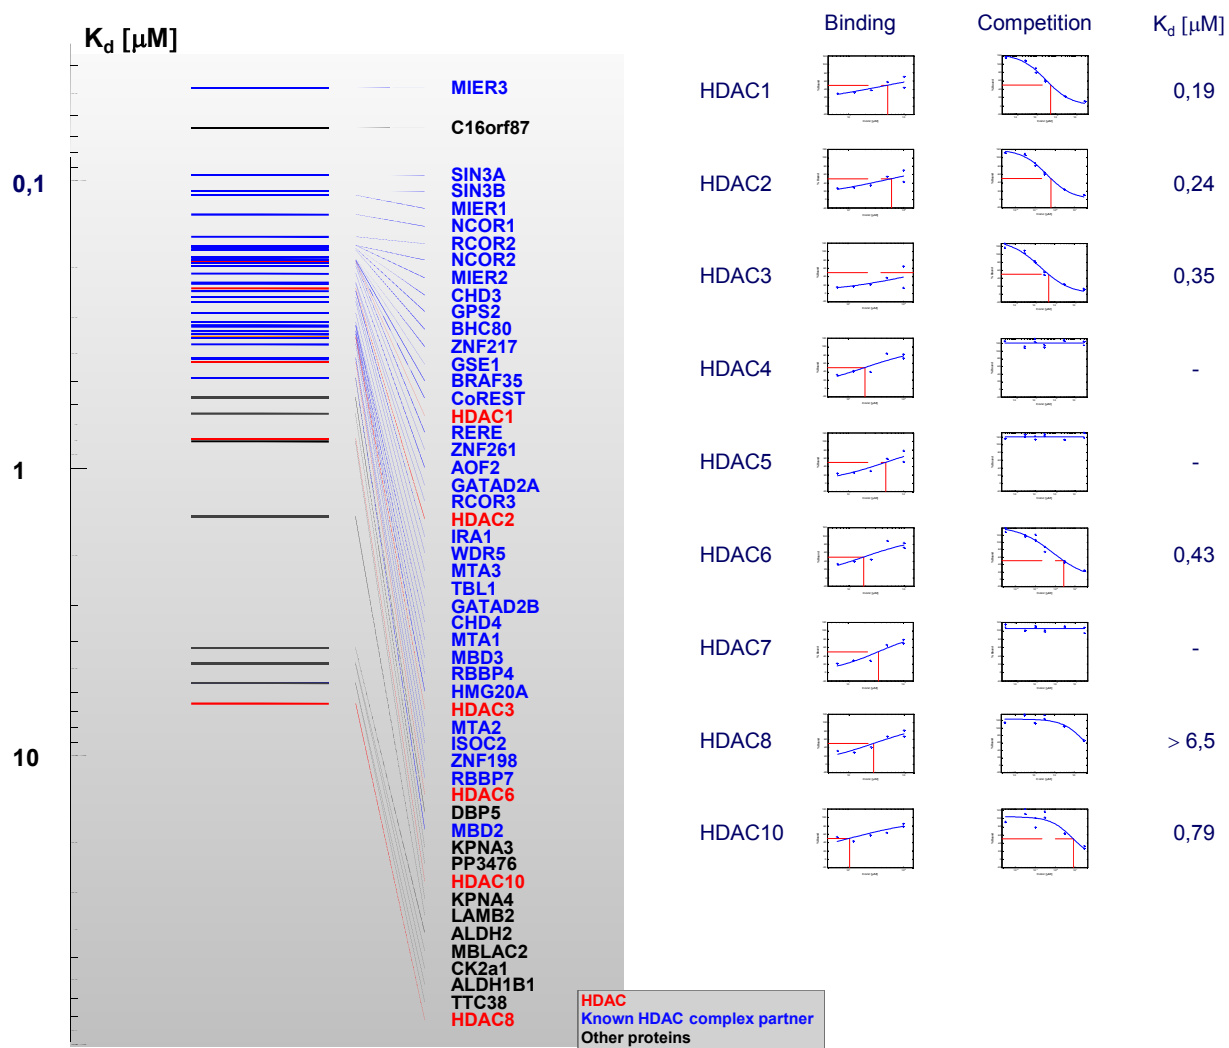 K_d [µM]
0,1
1
10
MIER3
C16orf87
SIN3A
SIN3B
MIER1
NCOR1
RCOR2
NCOR2
MIER2
CHD3
GPS2
BHC80
ZNF217
GSE1
BRAF35
CoREST
HDAC1
RERE
ZNF261
AOF2
GATAD2A
RCOR3
HDAC2
IRA1
WDR5
MTA3
TBL1
GATAD2B
CHD4
MTA1
MBD3
RBBP4
HMG20A
HDAC3
MTA2
ISOC2
ZNF198
RBBP7
HDAC6
DBP5
MBD2
KPNA3
PP3476
HDAC10
KPNA4
LAMB2
ALDH2
MBLAC2
CK2a1
ALDH1B1
TTC38
HDAC8
HDAC
Known HDAC complex partner
Other proteins
Binding Competition K_d [µM]
HDAC1 0,19
HDAC2 0,24
HDAC3 0,35
HDAC4 -
HDAC5 -
HDAC6 0,43
HDAC7 -
HDAC8 > 6,5
HDAC10 0,79